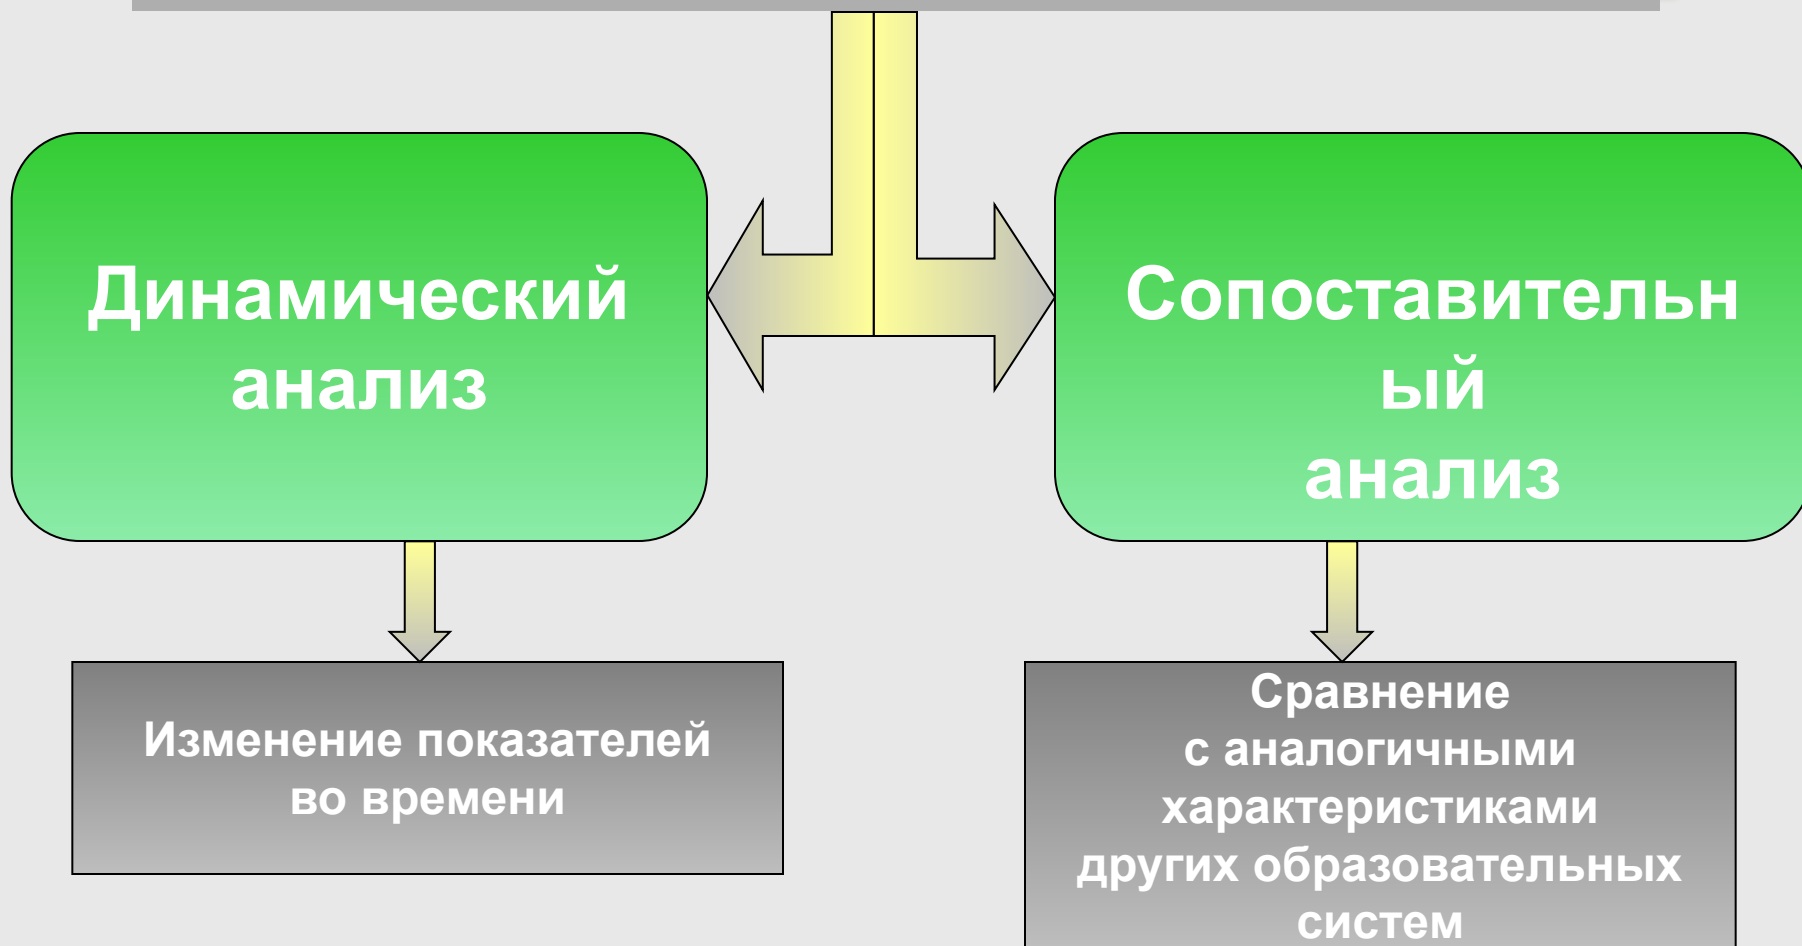 Динамический
анализ
Сопоставительн
ый
анализ
Изменение показателей
во времени
Сравнение
с аналогичными
характеристиками
других образовательных
систем